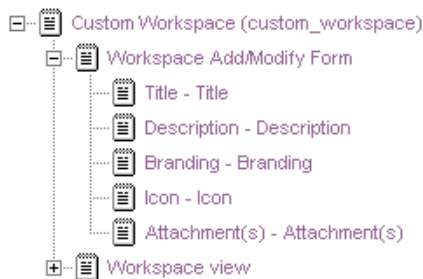 Custom Workspace (custom_workspace)
Workspace Add/Modify Form
Title - Title
Description - Description
Branding - Branding
Icon - Icon
Attachment(s) - Attachment(s)
Workspace view